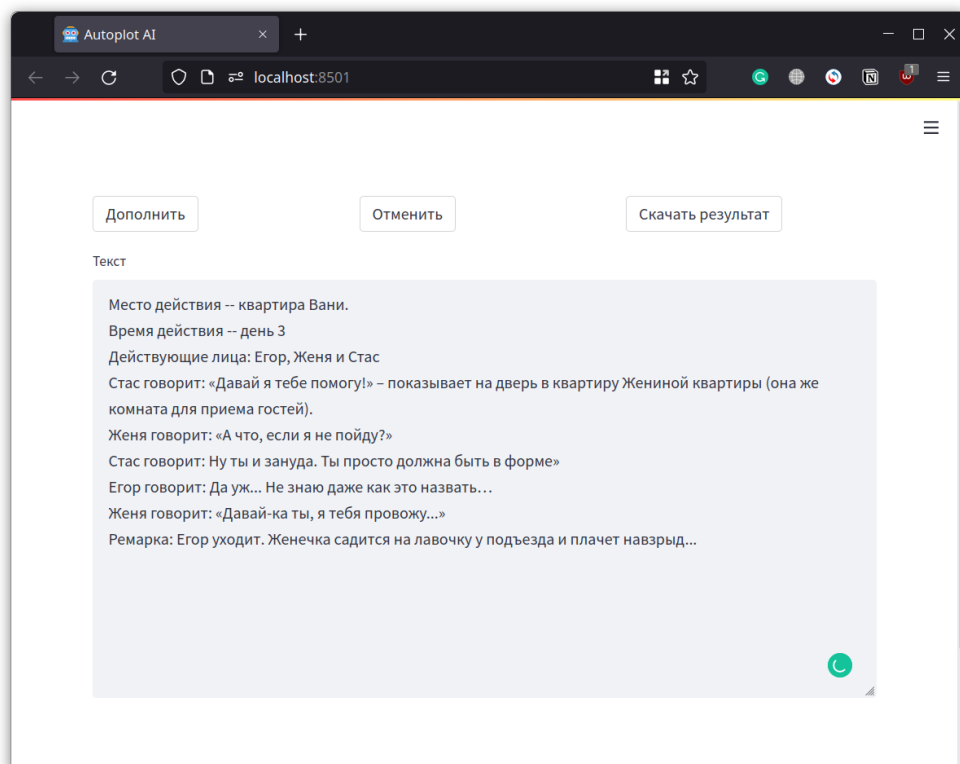 Autoplot AI
localhost:8501
1
Дополнить
Отменить
Скачать результат
Текст
Место действия -- квартира Вани.
Время действия -- день 3
Действующие лица: Егор, Женя и Стас
Стас говорит: «Давай я тебе помогу!» – показывает на дверь в квартиру Жениной квартиры (она же
комната для приема гостей).
Женя говорит: «А что, если я не пойду?»
Стас говорит: Ну ты и зануда. Ты просто должна быть в форме»
Егор говорит: Да уж... Не знаю даже как это назвать…
Женя говорит: «Давай-ка ты, я тебя провожу...»
Ремарка: Егор уходит. Женечка садится на лавочку у подъезда и плачет навзрыд...